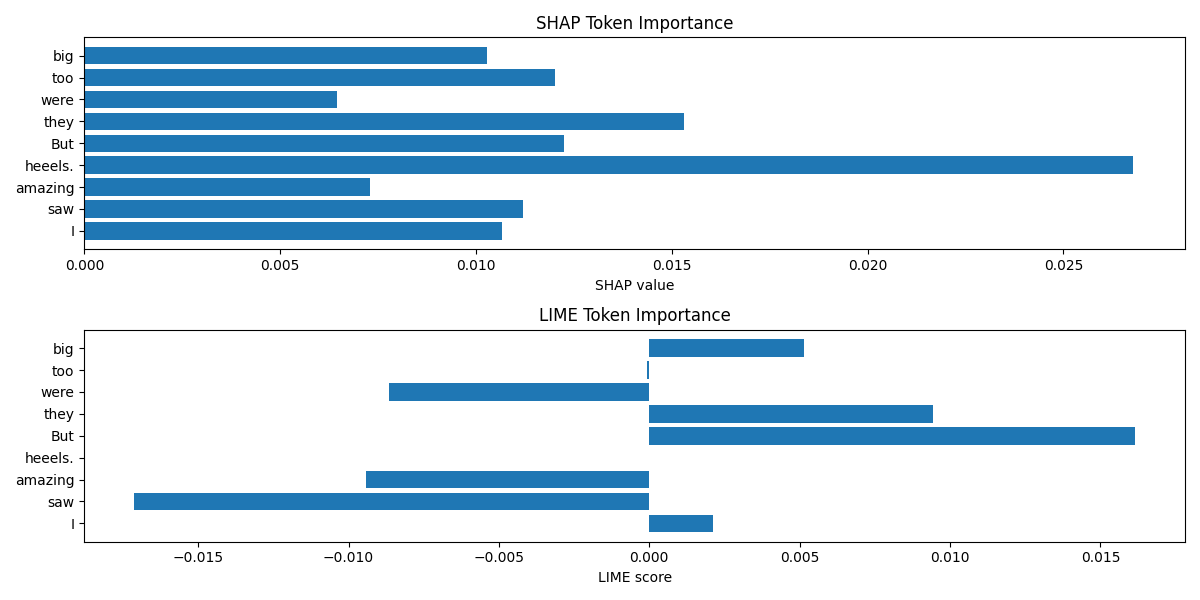 SHAP Token Importance
big
too
were
they
But
heeels.
amazing
saw
I
0.000 0.005 0.010 0.015 0.020 0.025
SHAP value
LIME Token Importance
big
too
were
they
But
heeels.
amazing
saw
I
−0.015 −0.010 −0.005 0.000 0.005 0.010 0.015
LIME score